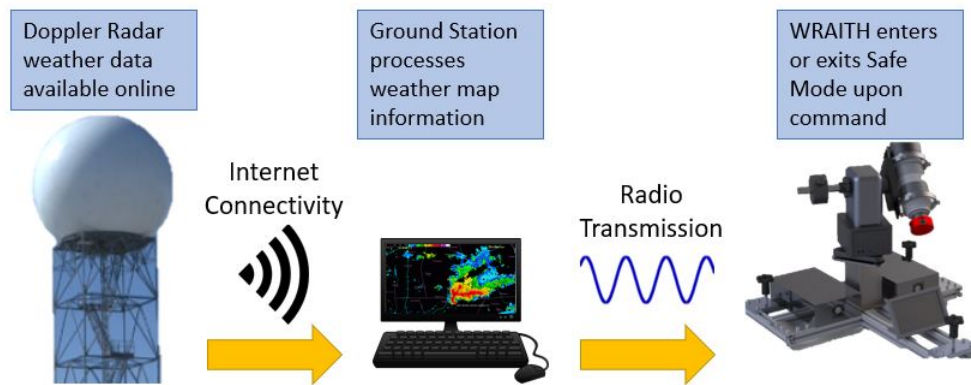 Doppler Radar
weather data
available online
Ground Station
processes
weather map
information
WRAITH enters
or exits Safe
Mode upon
command
Internet
Connectivity
Radio
Transmission